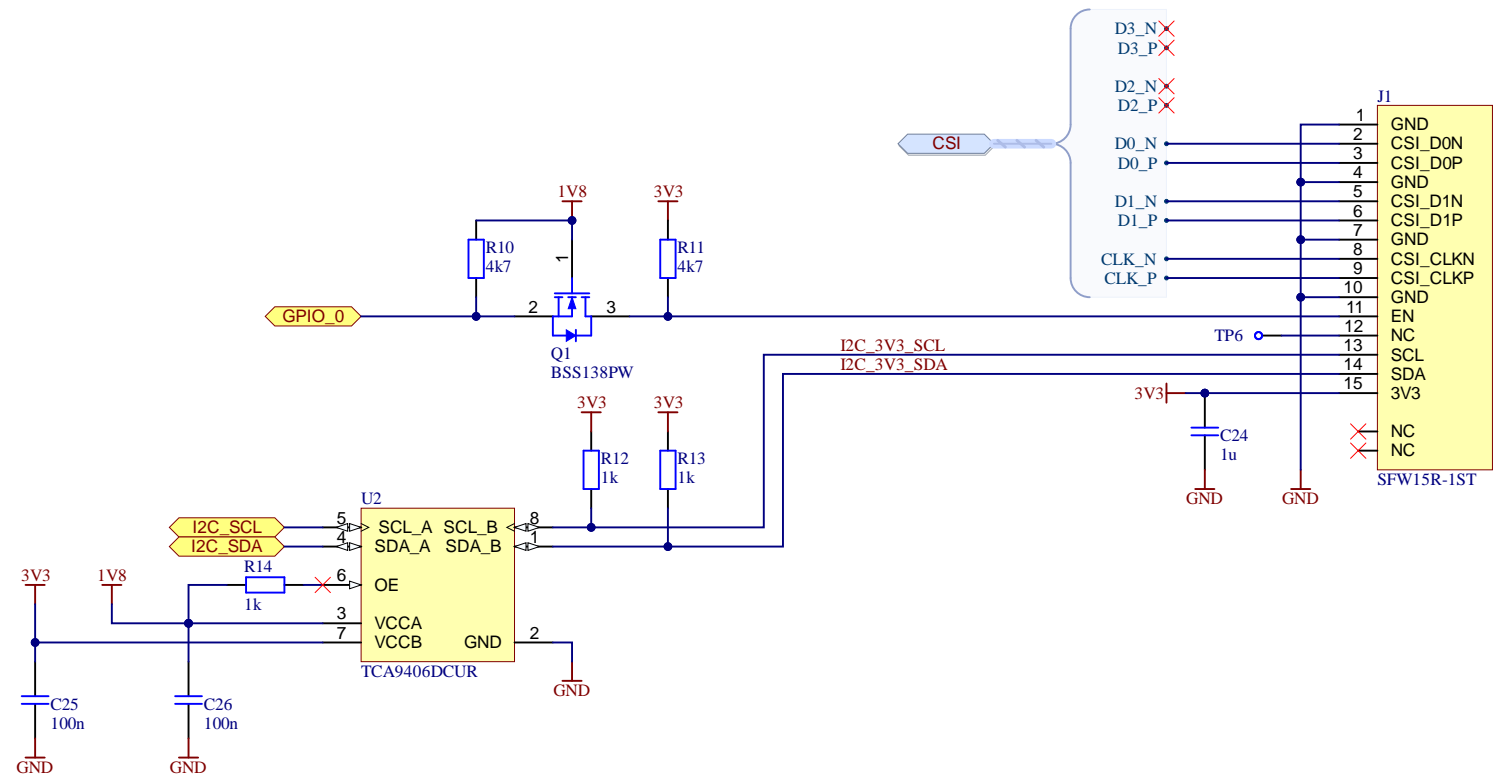 D3_N
D3_P
D2_N
D2_P
CSI
D0_N
D0_P
D1_N
D1_P
CLK_N
CLK_P
J1
1 GND
2 CSI_D0N
3 CSI_D0P
4 GND
5 CSI_D1N
6 CSI_D1P
7 GND
8 CSI_CLKN
9 CSI_CLKP
10 GND
11 EN
12 NC
13 SCL
14 SDA
15 3V3
NC
NC
SFW15R-1ST
1V8
3V3
R10
4k7
1
R11
4k7
GPIO_0
2
3
Q1
BSS138PW
TP6
I2C_3V3_SCL
I2C_3V3_SDA
3V3
C24
1u
GND
GND
3V3
3V3
R12
1k
R13
1k
U2
I2C_SCL
5 SCL_A SCL_B 8
I2C_SDA
4 SDA_A SDA_B 1
R14
1k
6 OE
3V3
1V8
3 VCCA
7 VCCB GND 2
TCA9406DCUR
GND
C25
100n
C26
100n
GND
GND